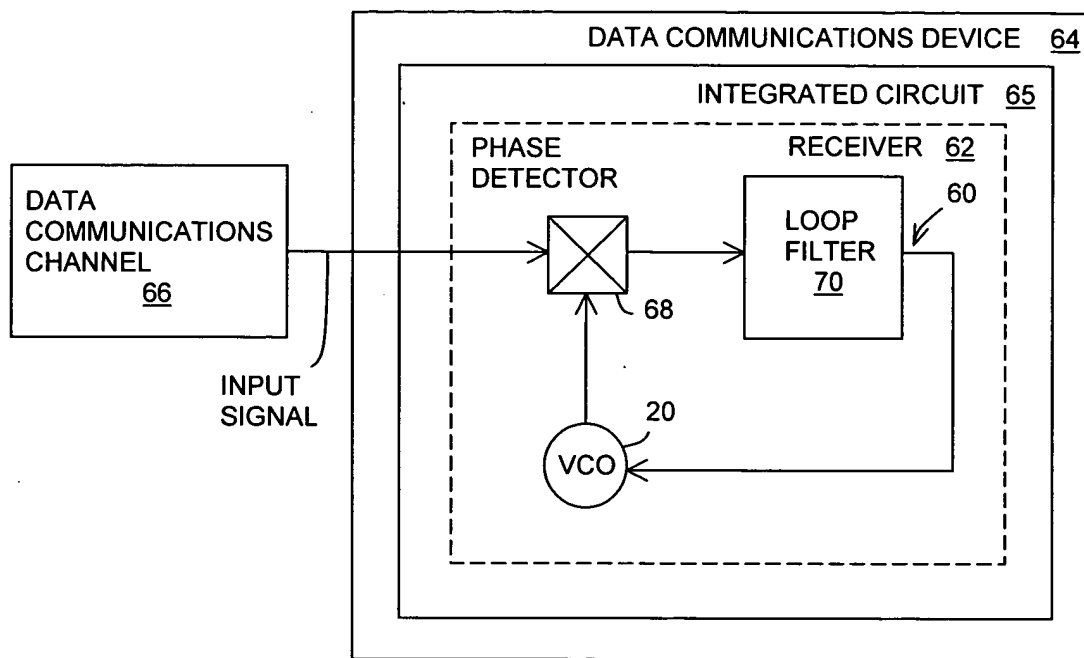 DATA COMMUNICATIONS DEVICE 64
INTEGRATED CIRCUIT 65
RECEIVER 62
PHASE
DETECTOR
68
LOOP
FILTER
70
60
DATA
COMMUNICATIONS
CHANNEL
66
INPUT
SIGNAL
20
VCO